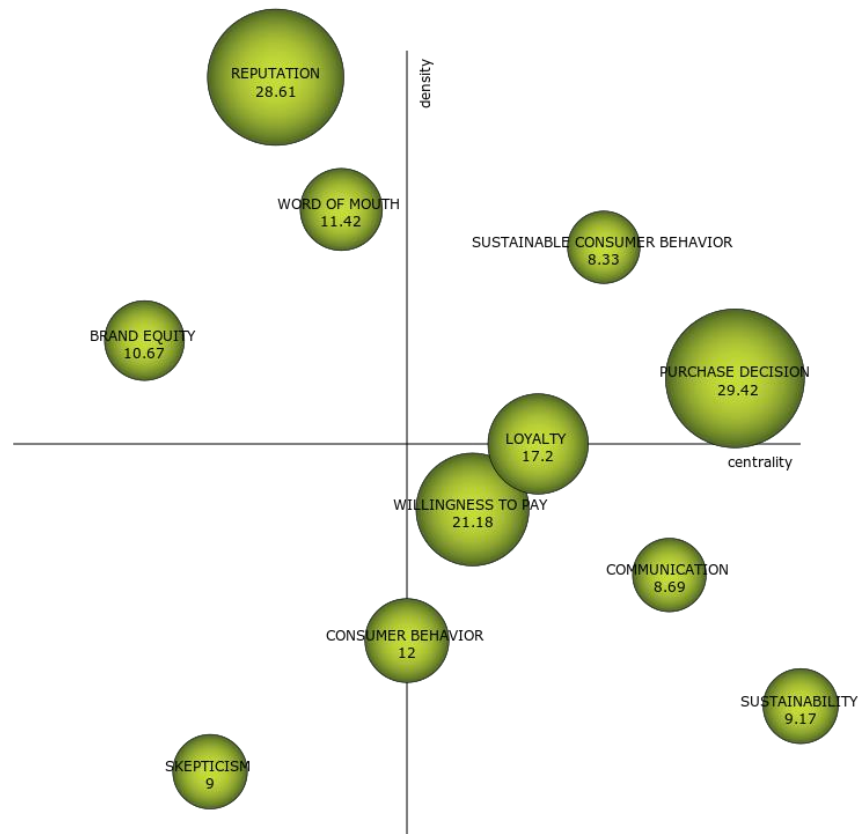 REPUTATION
28.61
density
WORD OF MOUTH
11.42
SUSTAINABLE CONSUMER BEHAVIOR
8.33
BRAND EQUITY
10.67
PURCHASE DECISION
29.42
LOYALTY
17.2
centrality
WILLINGNESS TO PAY
21.18
COMMUNICATION
8.69
CONSUMER BEHAVIOR
12
SUSTAINABILITY
9.17
SKEPTICISM
9